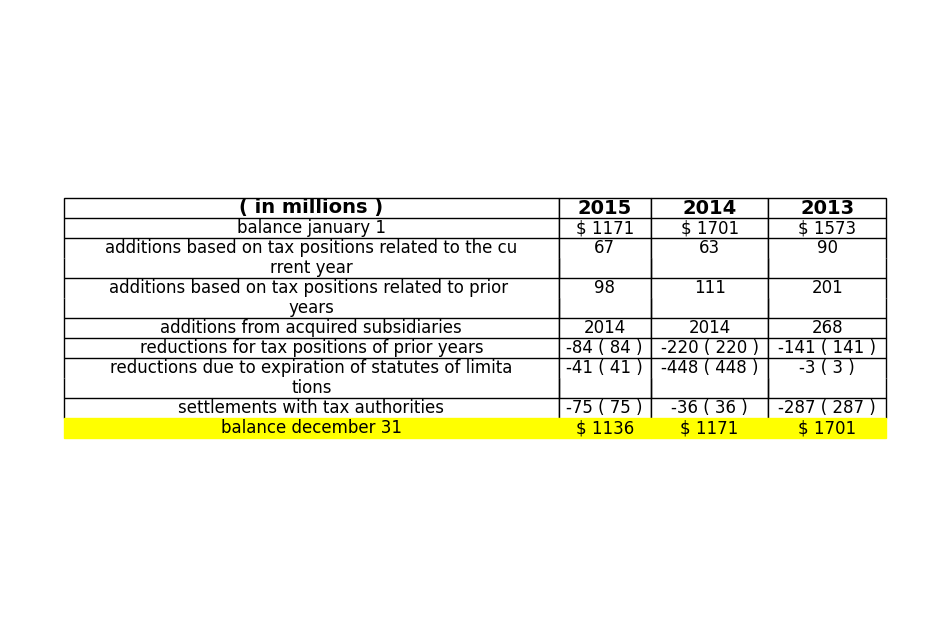 ( in millions ) 2015 2014 2013
balance january 1 $ 1171 $ 1701 $ 1573
additions based on tax positions related to the cu 67 63 90
rrent year
additions based on tax positions related to prior 98 111 201
years
additions from acquired subsidiaries 2014 2014 268
reductions for tax positions of prior years -84 ( 84 ) -220 ( 220 ) -141 ( 141 )
reductions due to expiration of statutes of limita -41 ( 41 ) -448 ( 448 ) -3 ( 3 )
tions
settlements with tax authorities -75 ( 75 ) -36 ( 36 ) -287 ( 287 )
balance december 31 $ 1136 $ 1171 $ 1701